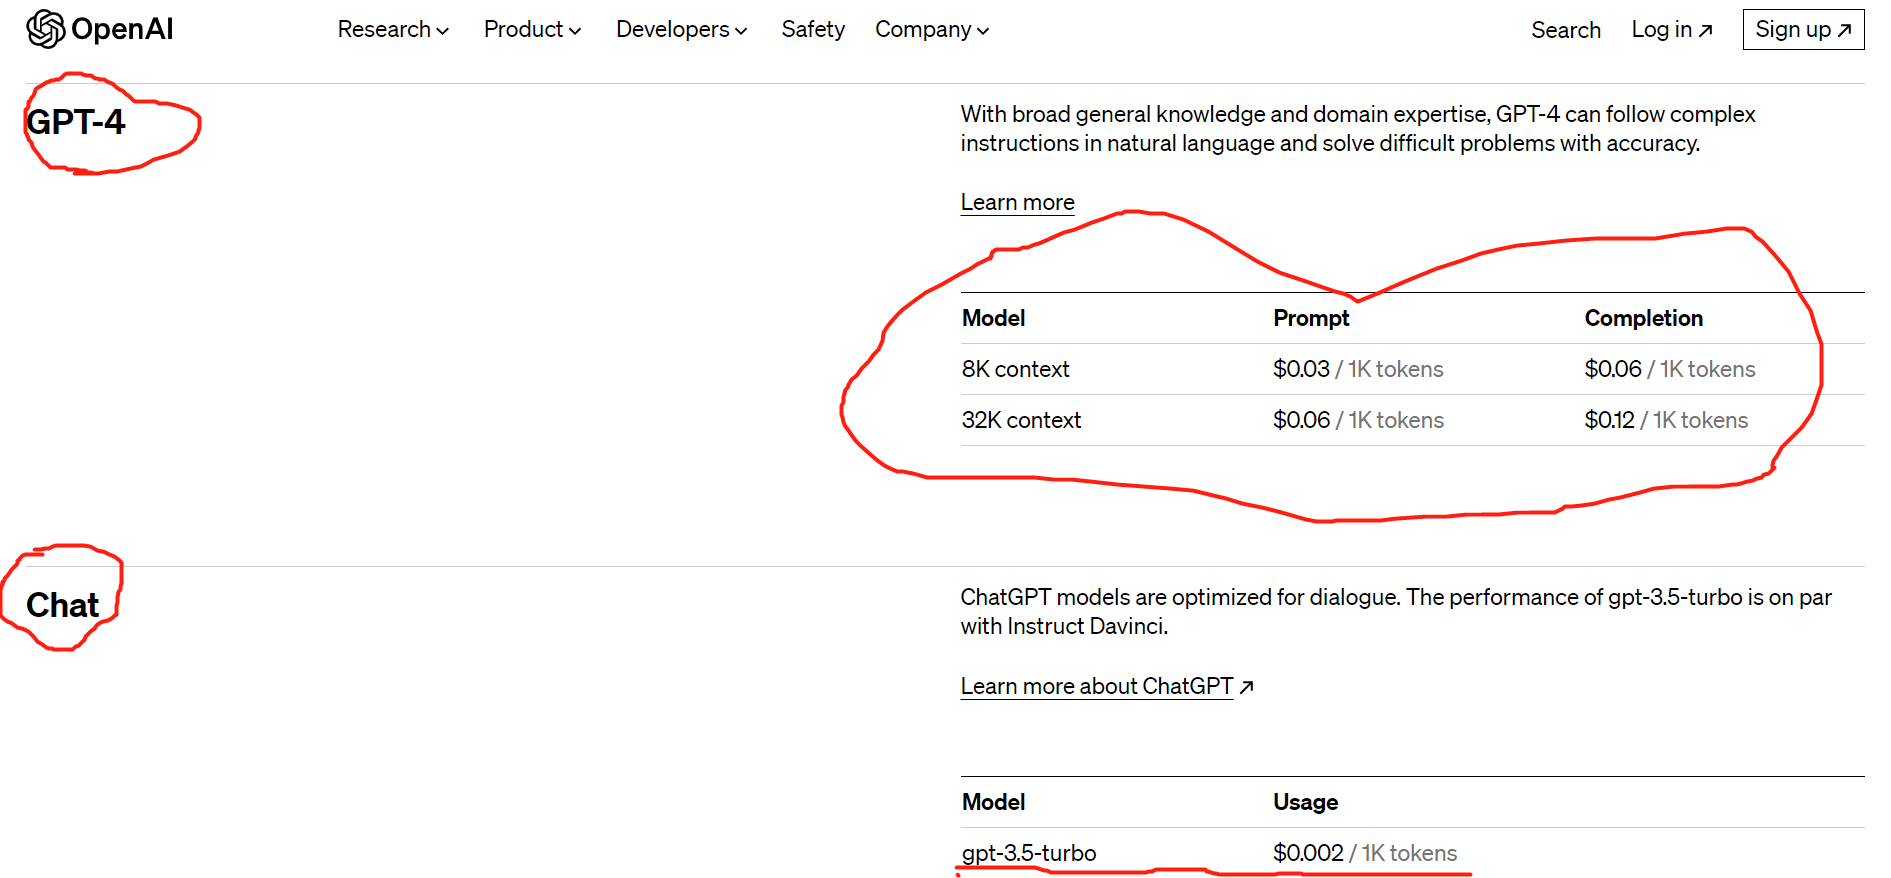 OpenAI Research Product Developers Safety Company Search Log in ↗ Sign up ↗
GPT-4
With broad general knowledge and domain expertise, GPT-4 can follow complex
instructions in natural language and solve difficult problems with accuracy.
Learn more
Model Prompt Completion
8K context $0.03 / 1K tokens $0.06 / 1K tokens
32K context $0.06 / 1K tokens $0.12 / 1K tokens
Chat
ChatGPT models are optimized for dialogue. The performance of gpt-3.5-turbo is on par
with Instruct Davinci.
Learn more about ChatGPT ↗
Model Usage
gpt-3.5-turbo $0.002 / 1K tokens